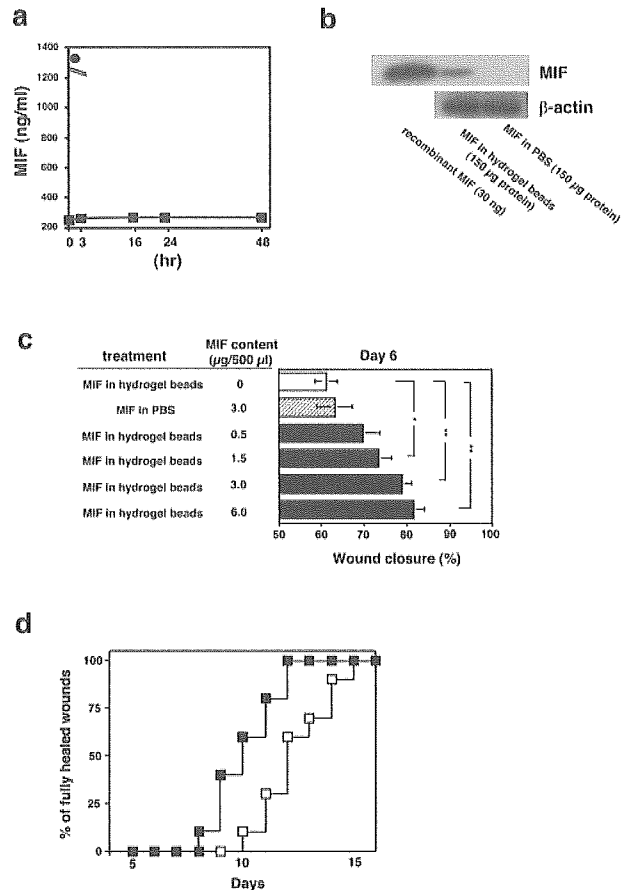 a
1400
1200
1000
800
600
400
200
MIF (ng/ml)
0 3 16 24 48
(hr)
b
MIF
β-actin
recombinant MIF (30 ng)
MIF in hydrogel beads
(150 µg protein)
MIF in PBS (150 µg protein)
c
treatment
MIF content
(µg/500 µl)
Day 6
MIF in hydrogel beads 0
MIF in PBS 3.0
MIF in hydrogel beads 0.5
MIF in hydrogel beads 1.5
MIF in hydrogel beads 3.0
MIF in hydrogel beads 6.0
* ** **
50 60 70 80 90 100
Wound closure (%)
d
100
75
50
25
0
% of fully healed wounds
5 10 15
Days